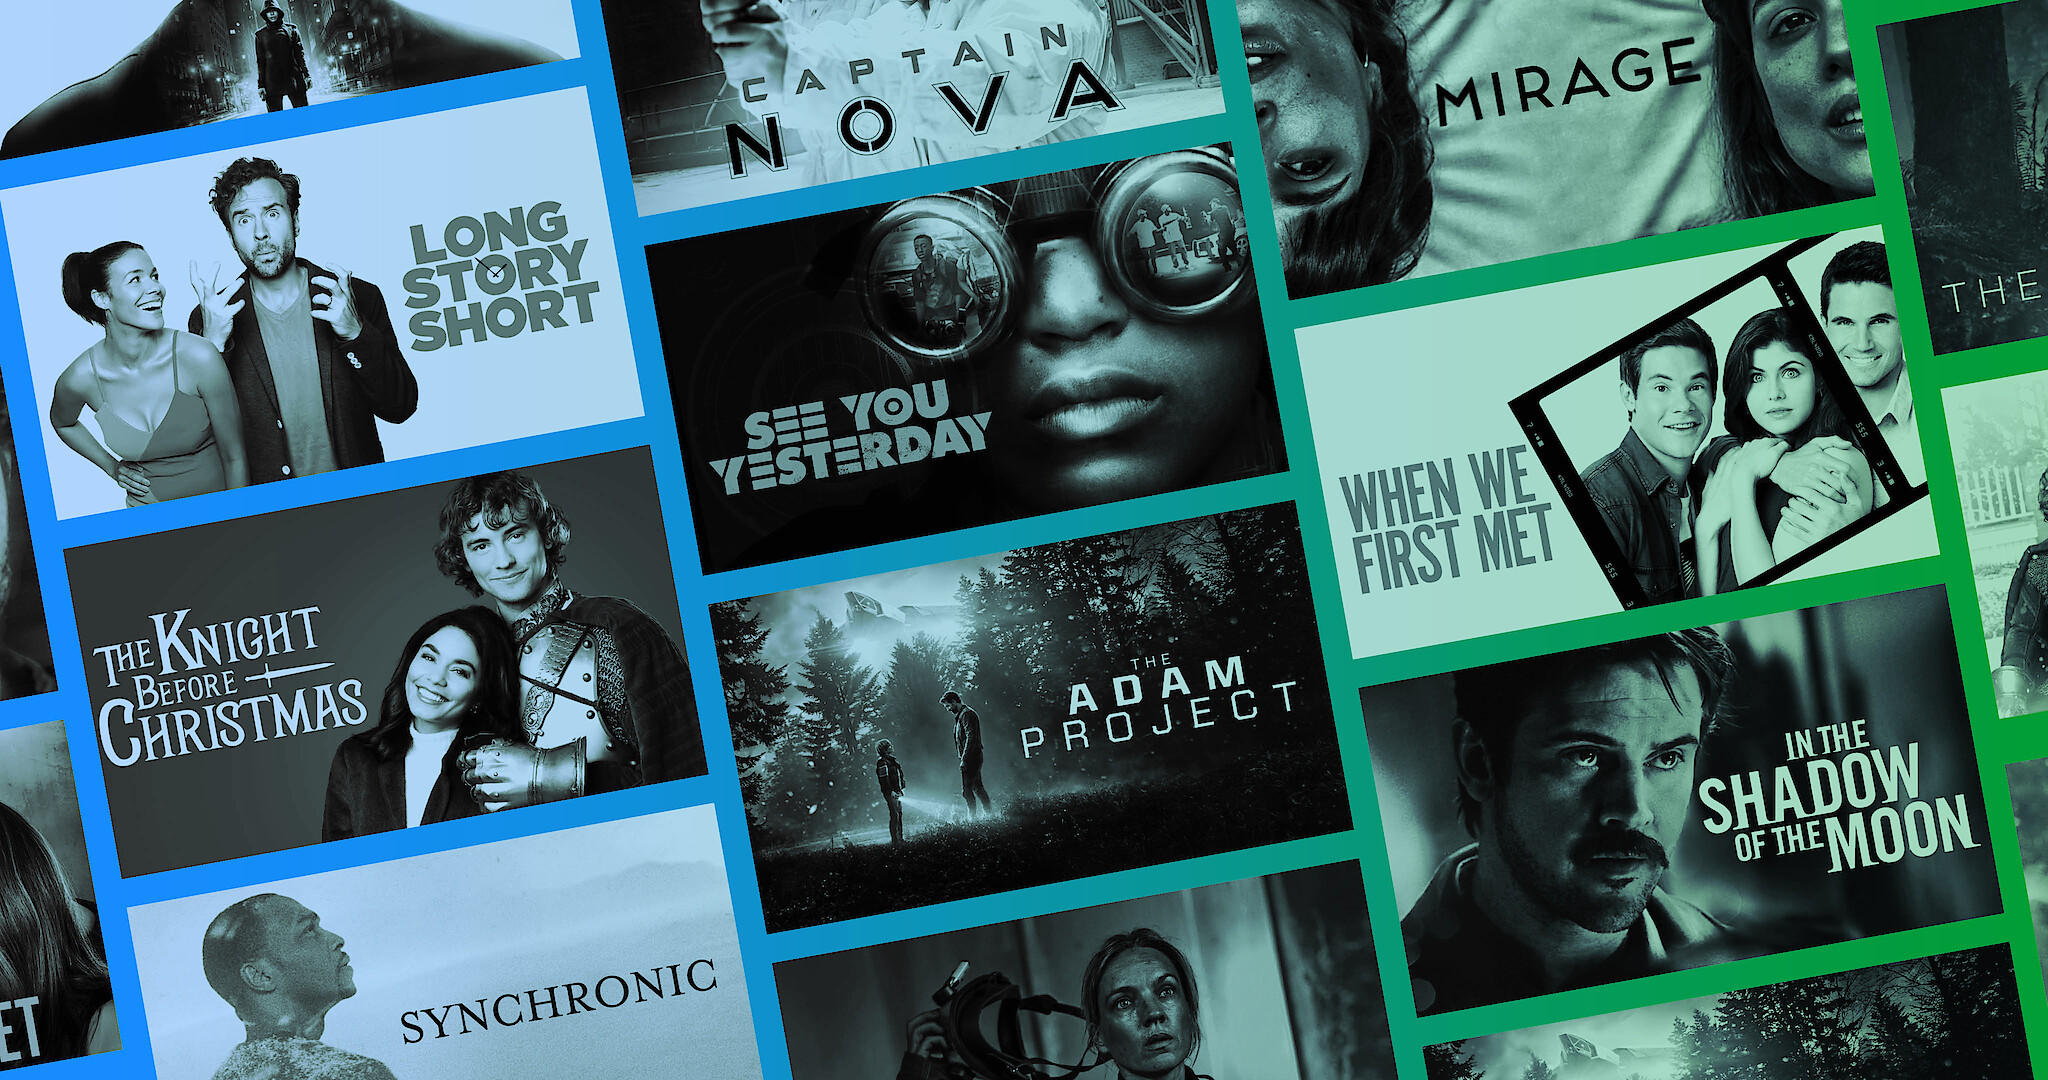 CAPTAIN
NOVA
MIRAGE
LONG
STORY
SHORT
SEE YOU
YESTERDAY
WHEN WE
FIRST MET
THE
THE KNIGHT
BEFORE
CHRISTMAS
THE
ADAM
PROJECT
IN THE
SHADOW
OF THE MOON
SYNCHRONIC
ET